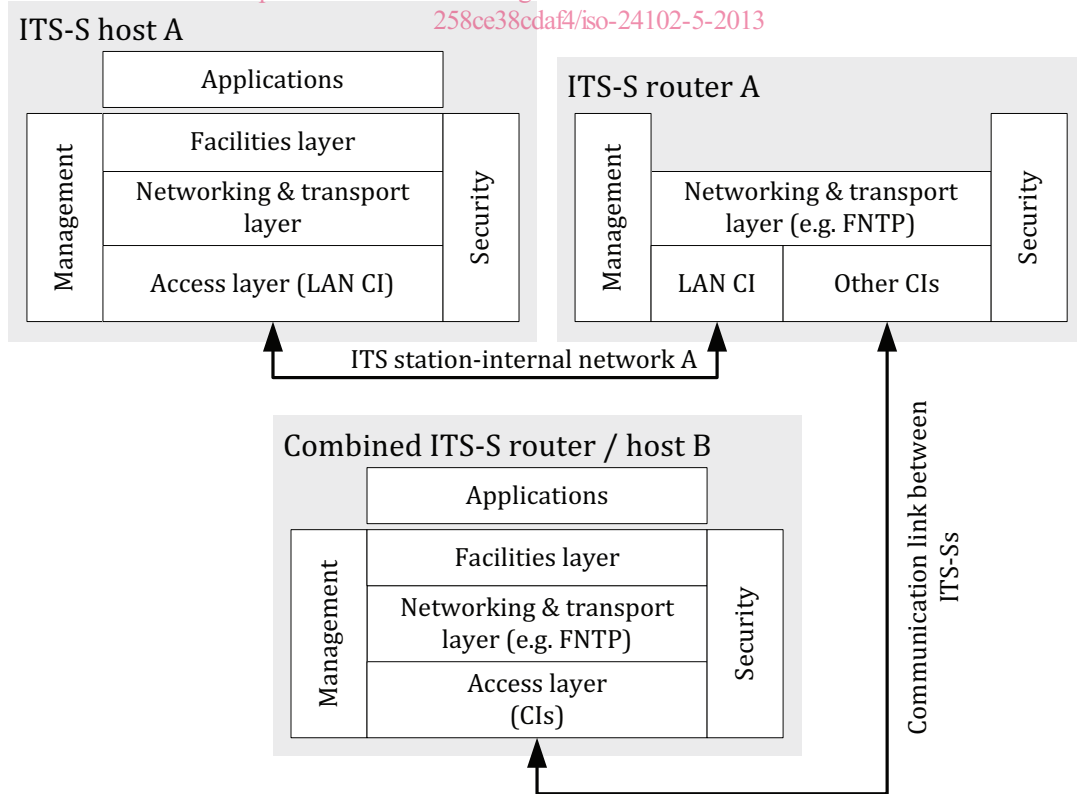 258ce38cdaf4/iso-24102-5-2013
ITS-S host A
Applications
Management
Facilities layer
Networking & transport
layer
Access layer (LAN CI)
Security
ITS-S router A
Management
Networking & transport
layer (e.g. FNTP)
LAN CI
Other CIs
Security
ITS station-internal network A
Combined ITS-S router / host B
Applications
Management
Facilities layer
Networking & transport
layer (e.g. FNTP)
Access layer
(CIs)
Security
Communication link between
ITS-Ss